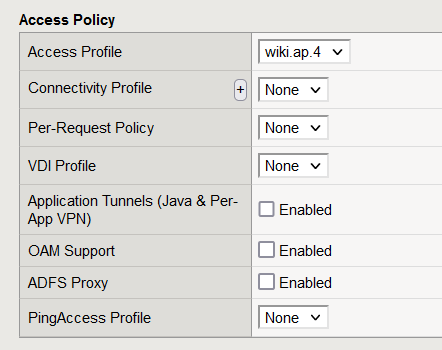 Access Policy
Access Profile wiki.ap.4
Connectivity Profile + None
Per-Request Policy None
VDI Profile None
Application Tunnels (Java & Per-
App VPN) Enabled
OAM Support Enabled
ADFS Proxy Enabled
PingAccess Profile None